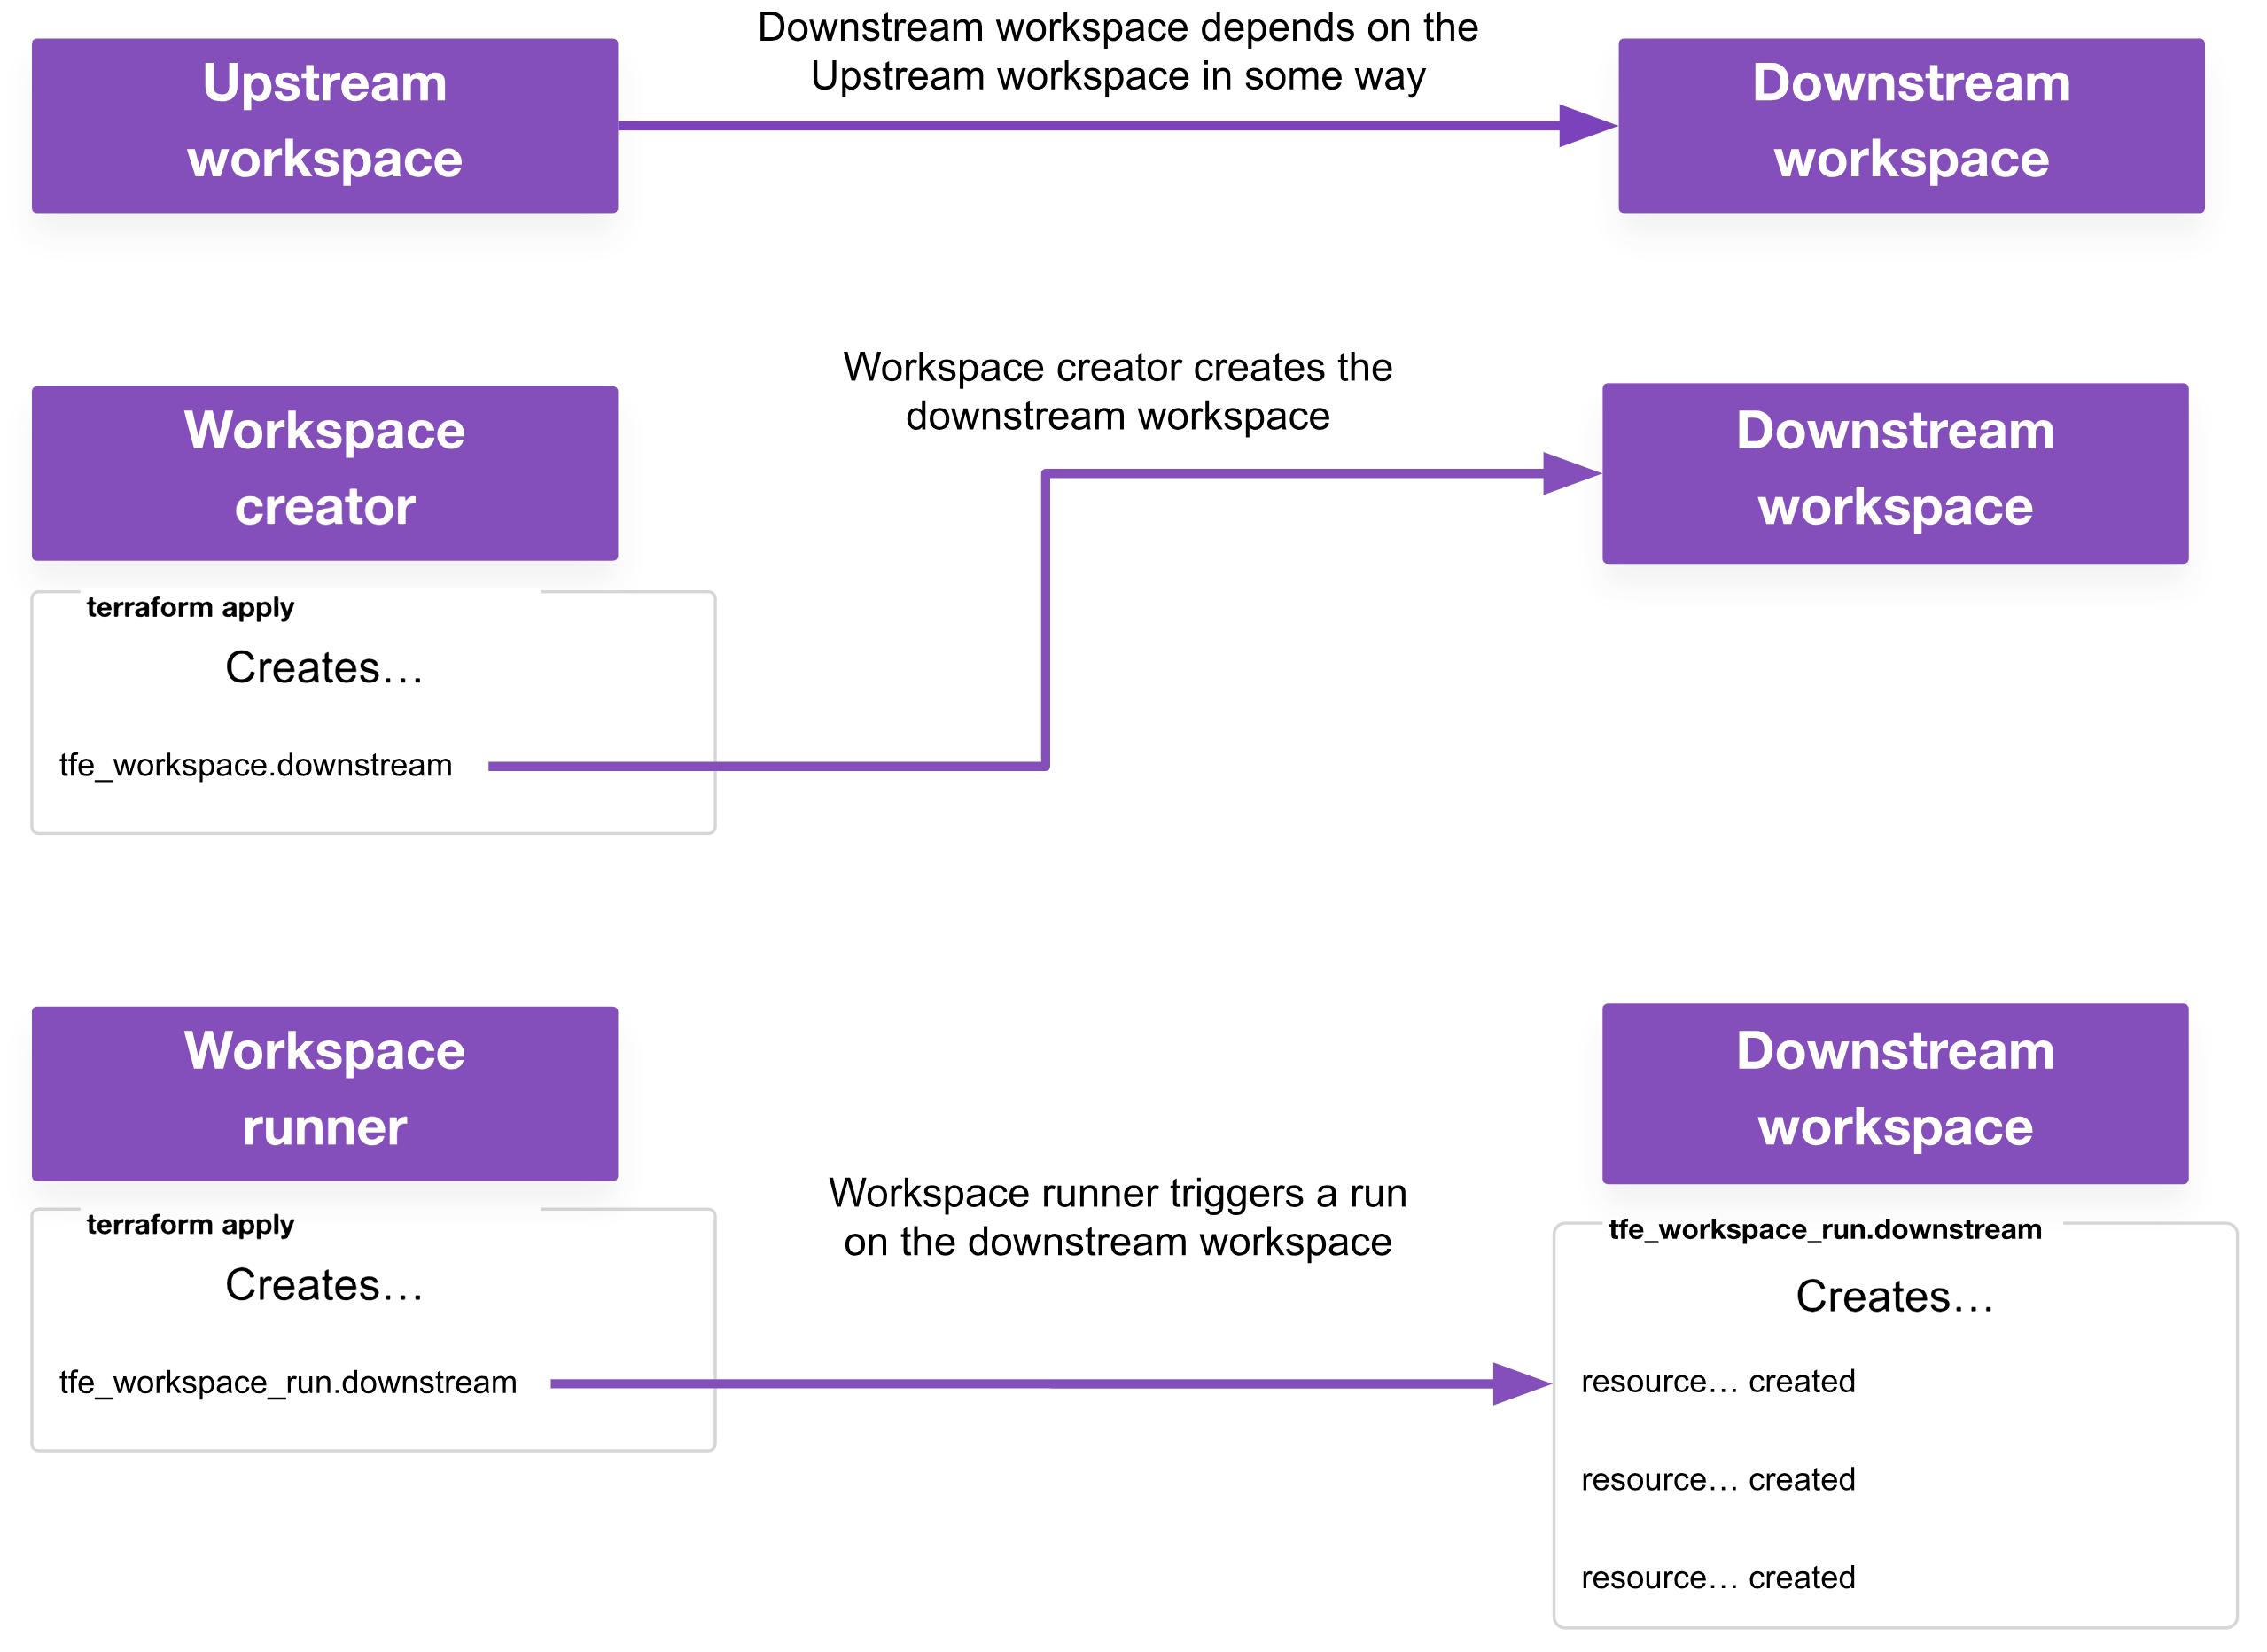 Downstream workspace depends on the
Upstream workspace in some way
Upstream
workspace
Downstream
workspace
Workspace creator creates the
downstream workspace
Workspace
creator
Downstream
workspace
terraform apply
Creates…
tfe_workspace.downstream
Workspace
runner
Downstream
workspace
Workspace runner triggers a run
on the downstream workspace
terraform apply
Creates…
tfe_workspace_run.downstream
tfe_workspace_run.downstream
Creates…
resource… created
resource… created
resource… created